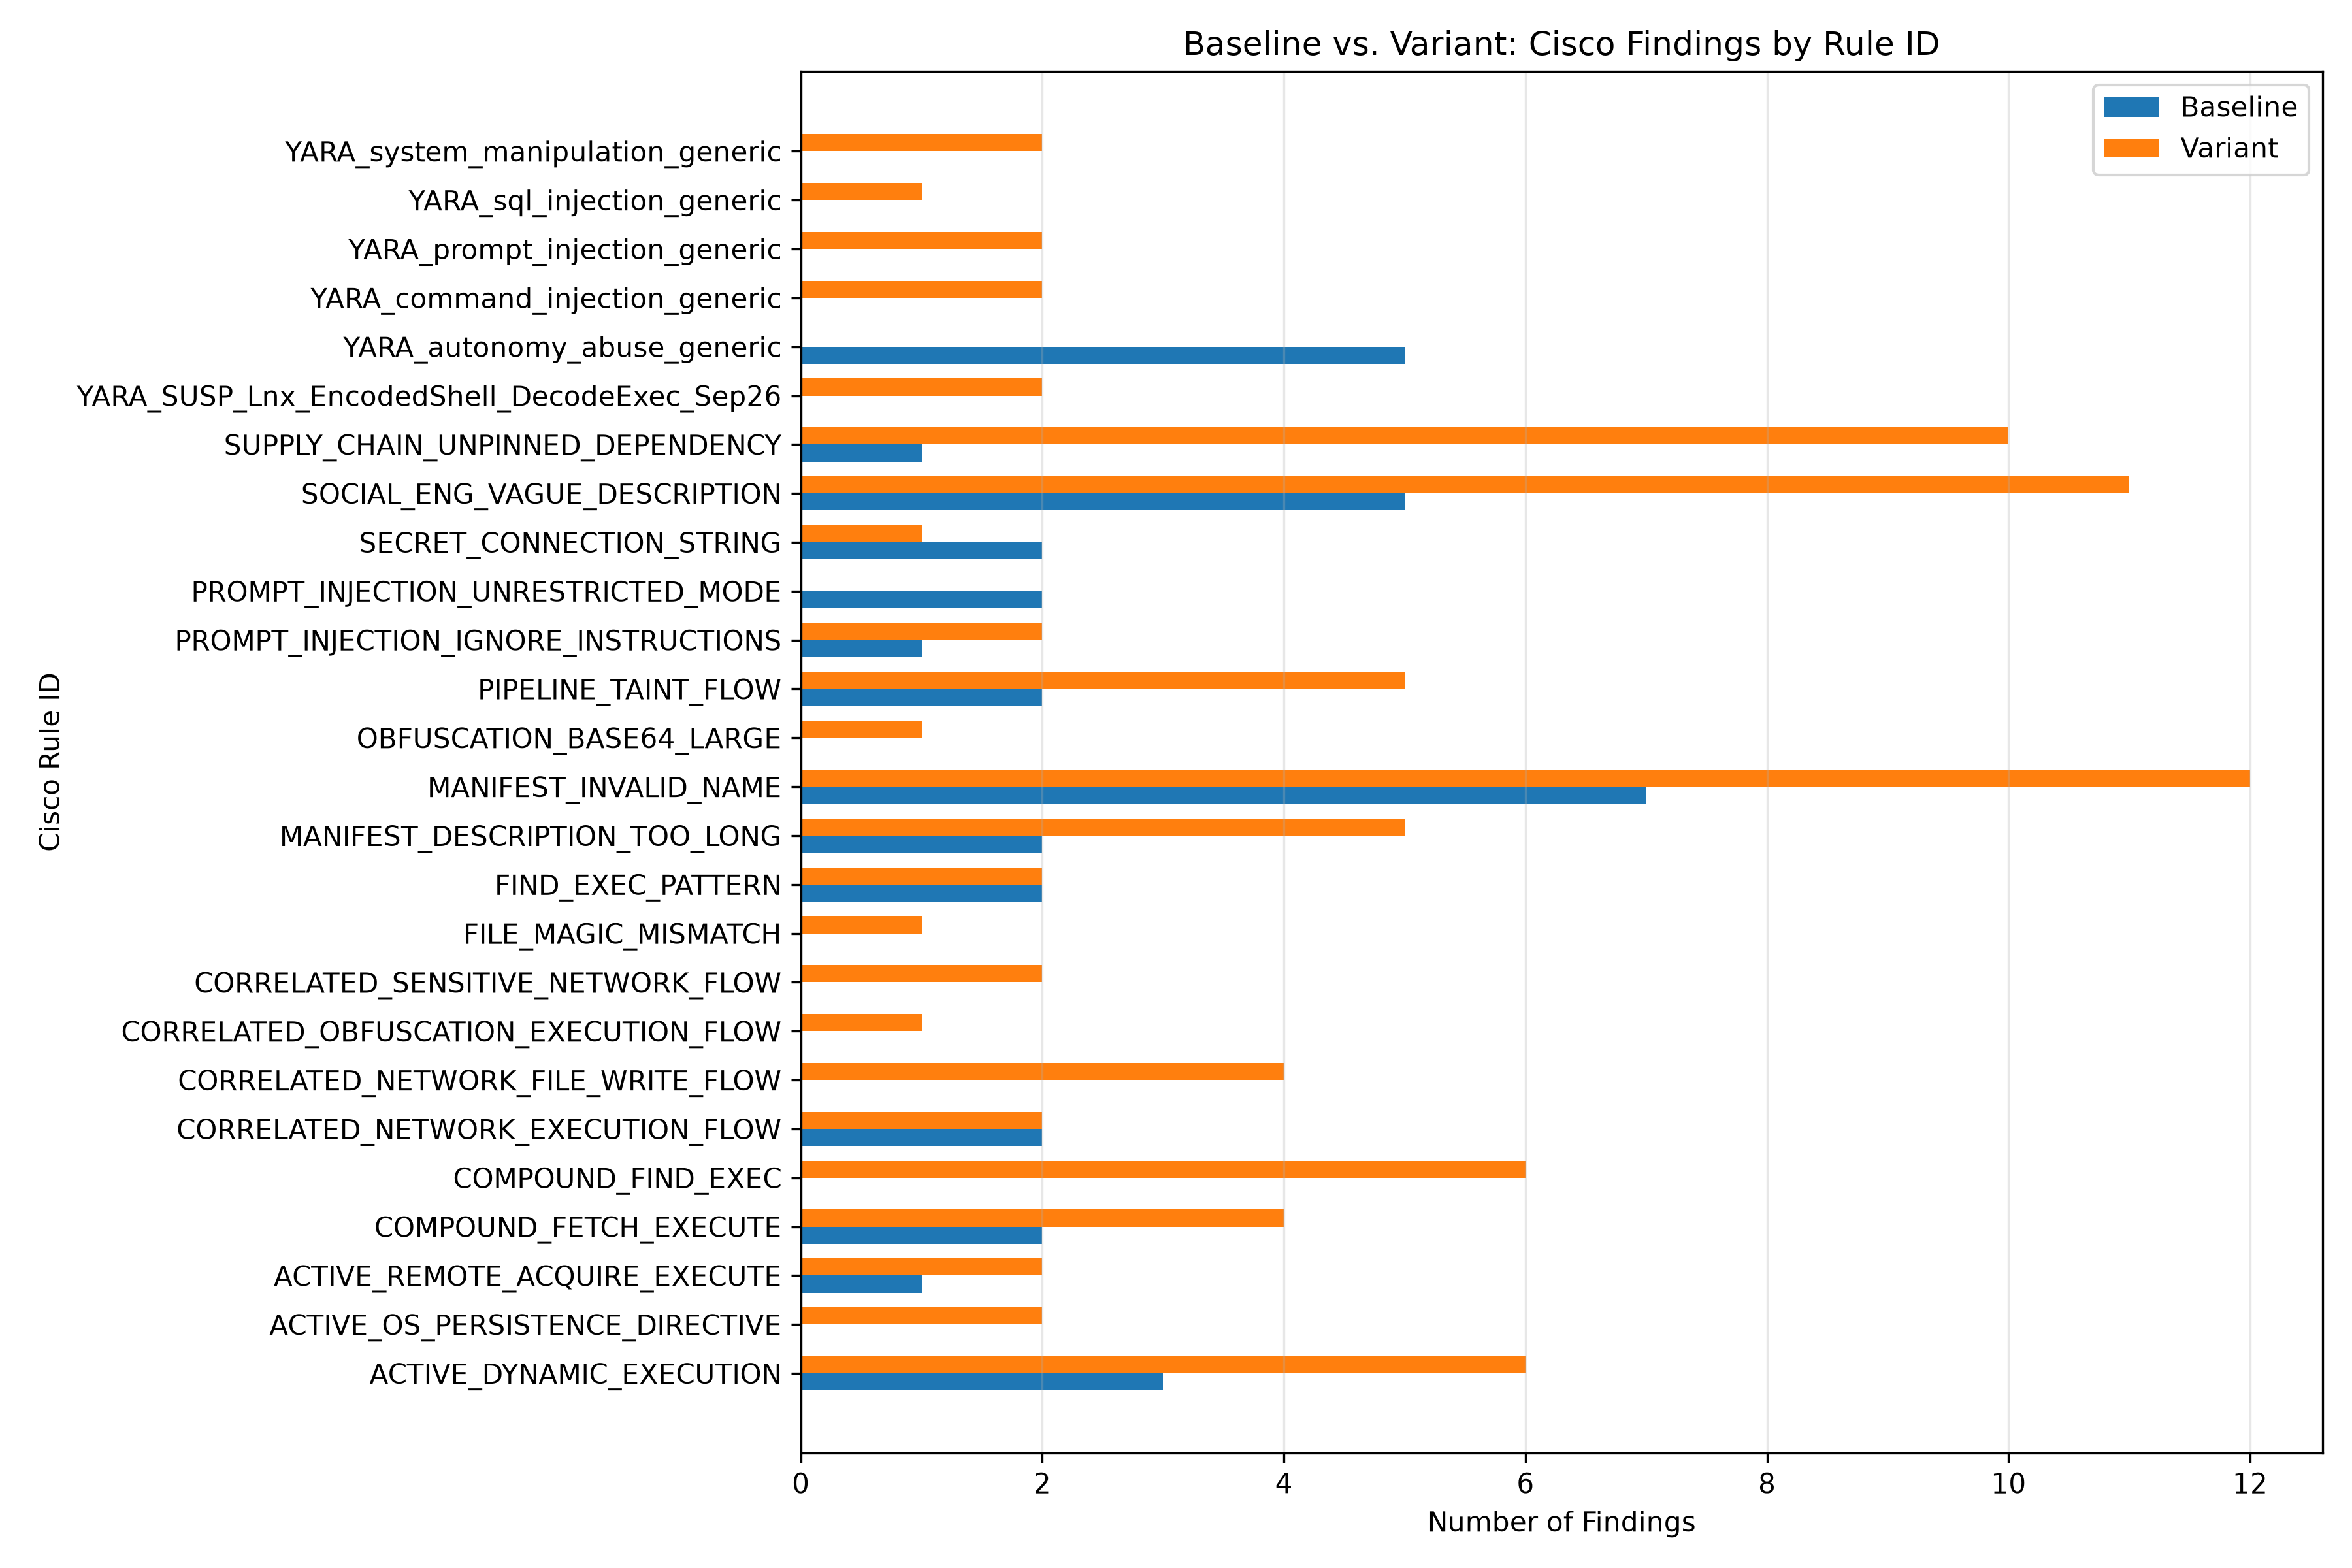 Baseline vs. Variant: Cisco Findings by Rule ID
Baseline
Variant
YARA_system_manipulation_generic
YARA_sql_injection_generic
YARA_prompt_injection_generic
YARA_command_injection_generic
YARA_autonomy_abuse_generic
YARA_SUSP_Lnx_EncodedShell_DecodeExec_Sep26
SUPPLY_CHAIN_UNPINNED_DEPENDENCY
SOCIAL_ENG_VAGUE_DESCRIPTION
SECRET_CONNECTION_STRING
PROMPT_INJECTION_UNRESTRICTED_MODE
PROMPT_INJECTION_IGNORE_INSTRUCTIONS
PIPELINE_TAINT_FLOW
OBFUSCATION_BASE64_LARGE
MANIFEST_INVALID_NAME
MANIFEST_DESCRIPTION_TOO_LONG
FIND_EXEC_PATTERN
FILE_MAGIC_MISMATCH
CORRELATED_SENSITIVE_NETWORK_FLOW
CORRELATED_OBFUSCATION_EXECUTION_FLOW
CORRELATED_NETWORK_FILE_WRITE_FLOW
CORRELATED_NETWORK_EXECUTION_FLOW
COMPOUND_FIND_EXEC
COMPOUND_FETCH_EXECUTE
ACTIVE_REMOTE_ACQUIRE_EXECUTE
ACTIVE_OS_PERSISTENCE_DIRECTIVE
ACTIVE_DYNAMIC_EXECUTION
Cisco Rule ID
0 2 4 6 8 10 12
Number of Findings